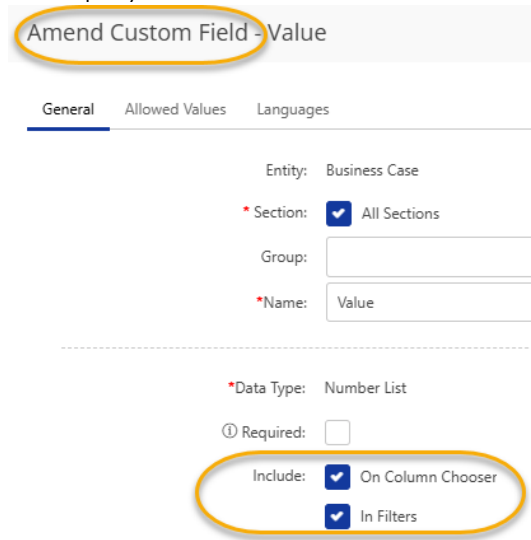 Amend Custom Field - Value
General Allowed Values Languages
Entity: Business Case
* Section: All Sections
Group:
*Name: Value
*Data Type: Number List
ⓘ Required:
Include: On Column Chooser
In Filters